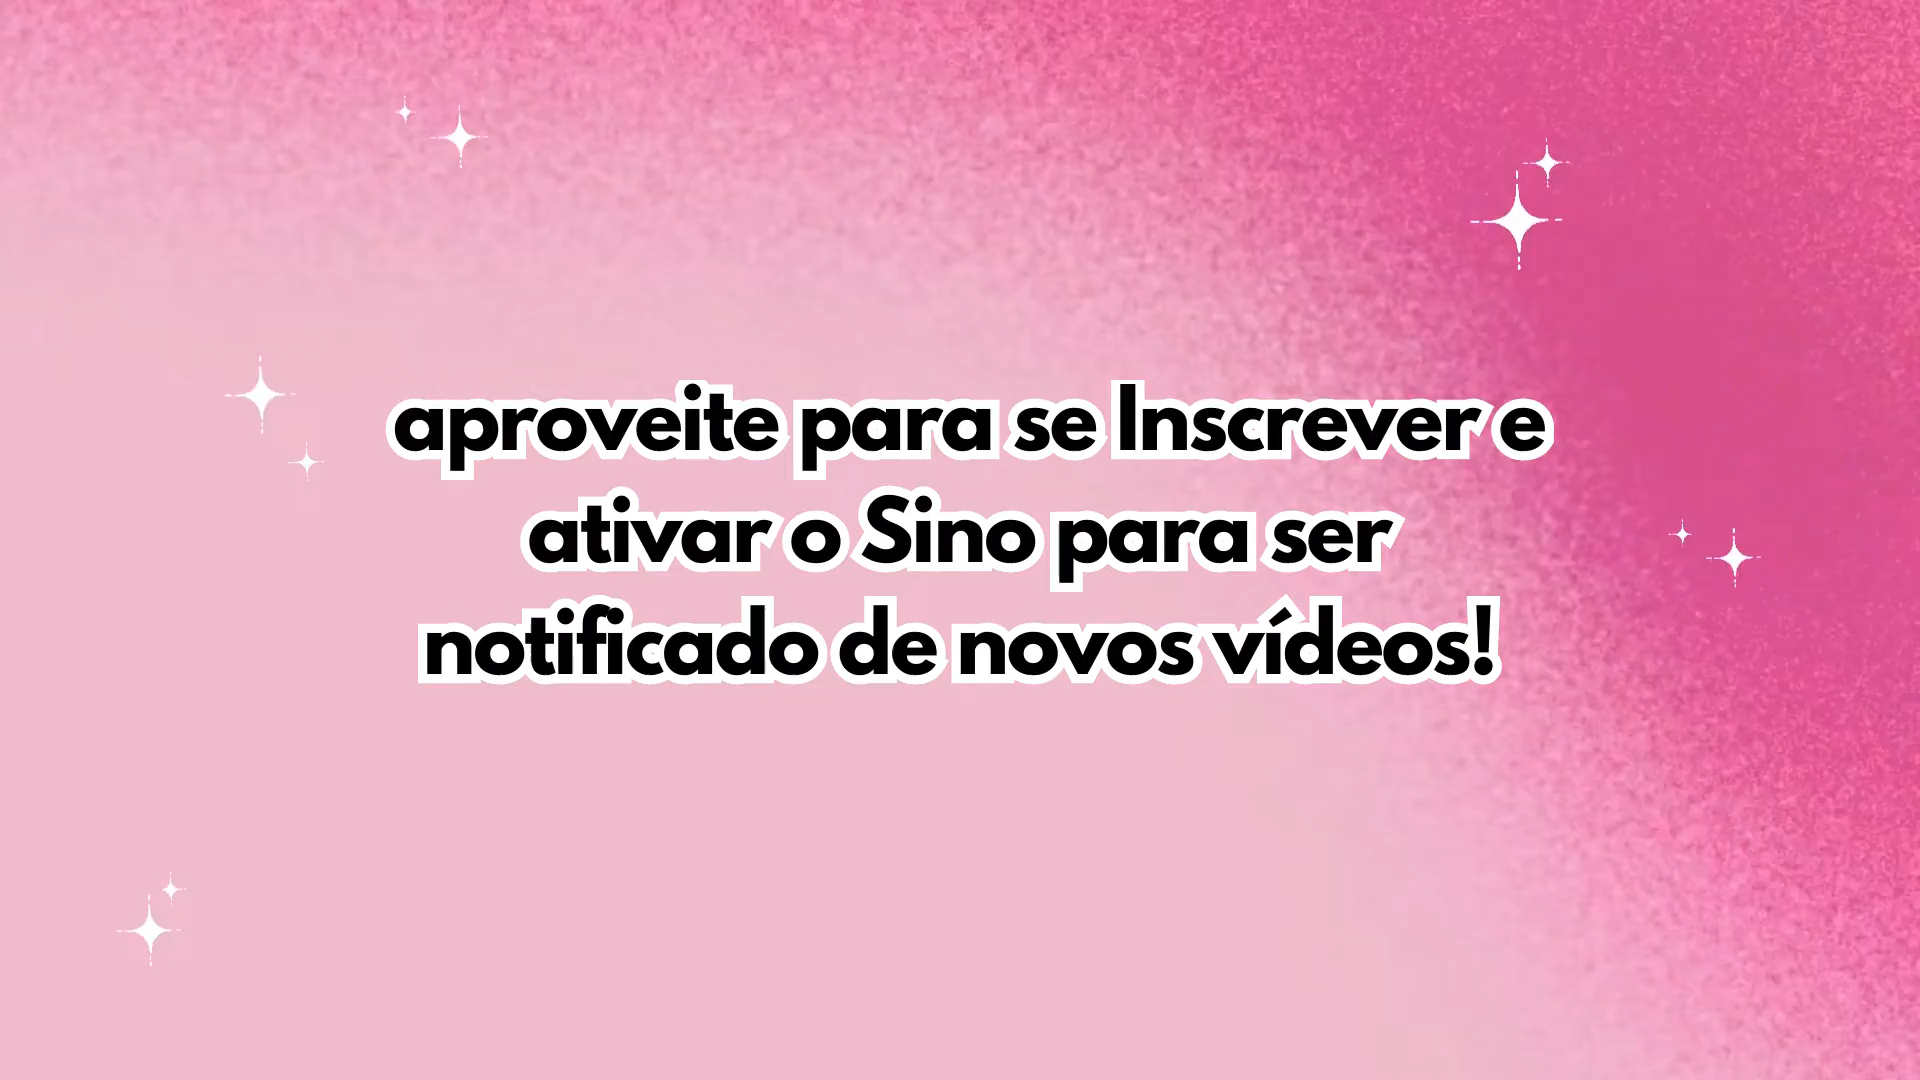 aproveite para se Inscrever e
ativar o Sino para ser
notificado de novos vídeos!